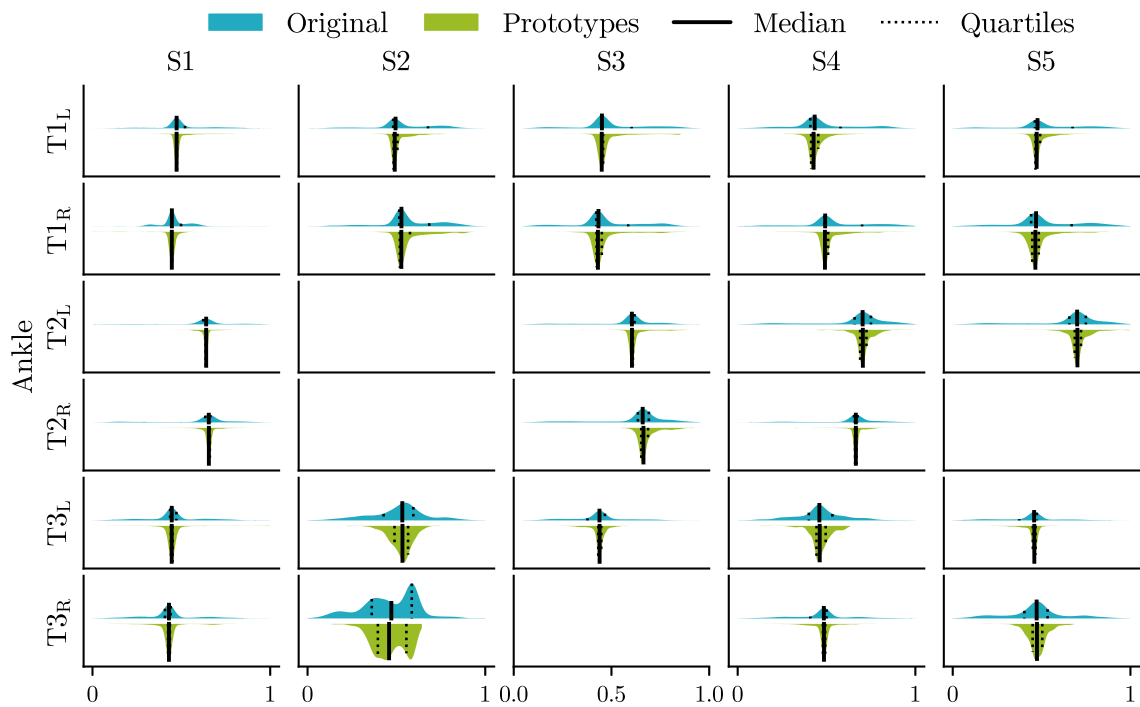 Original Prototypes Median Quartiles
S1 S2 S3 S4 S5
Ankle
T1L
T1R
T2L
T2R
T3L
T3R
0 1 0 1 0.0 0.5 1.0 0 1 0 1